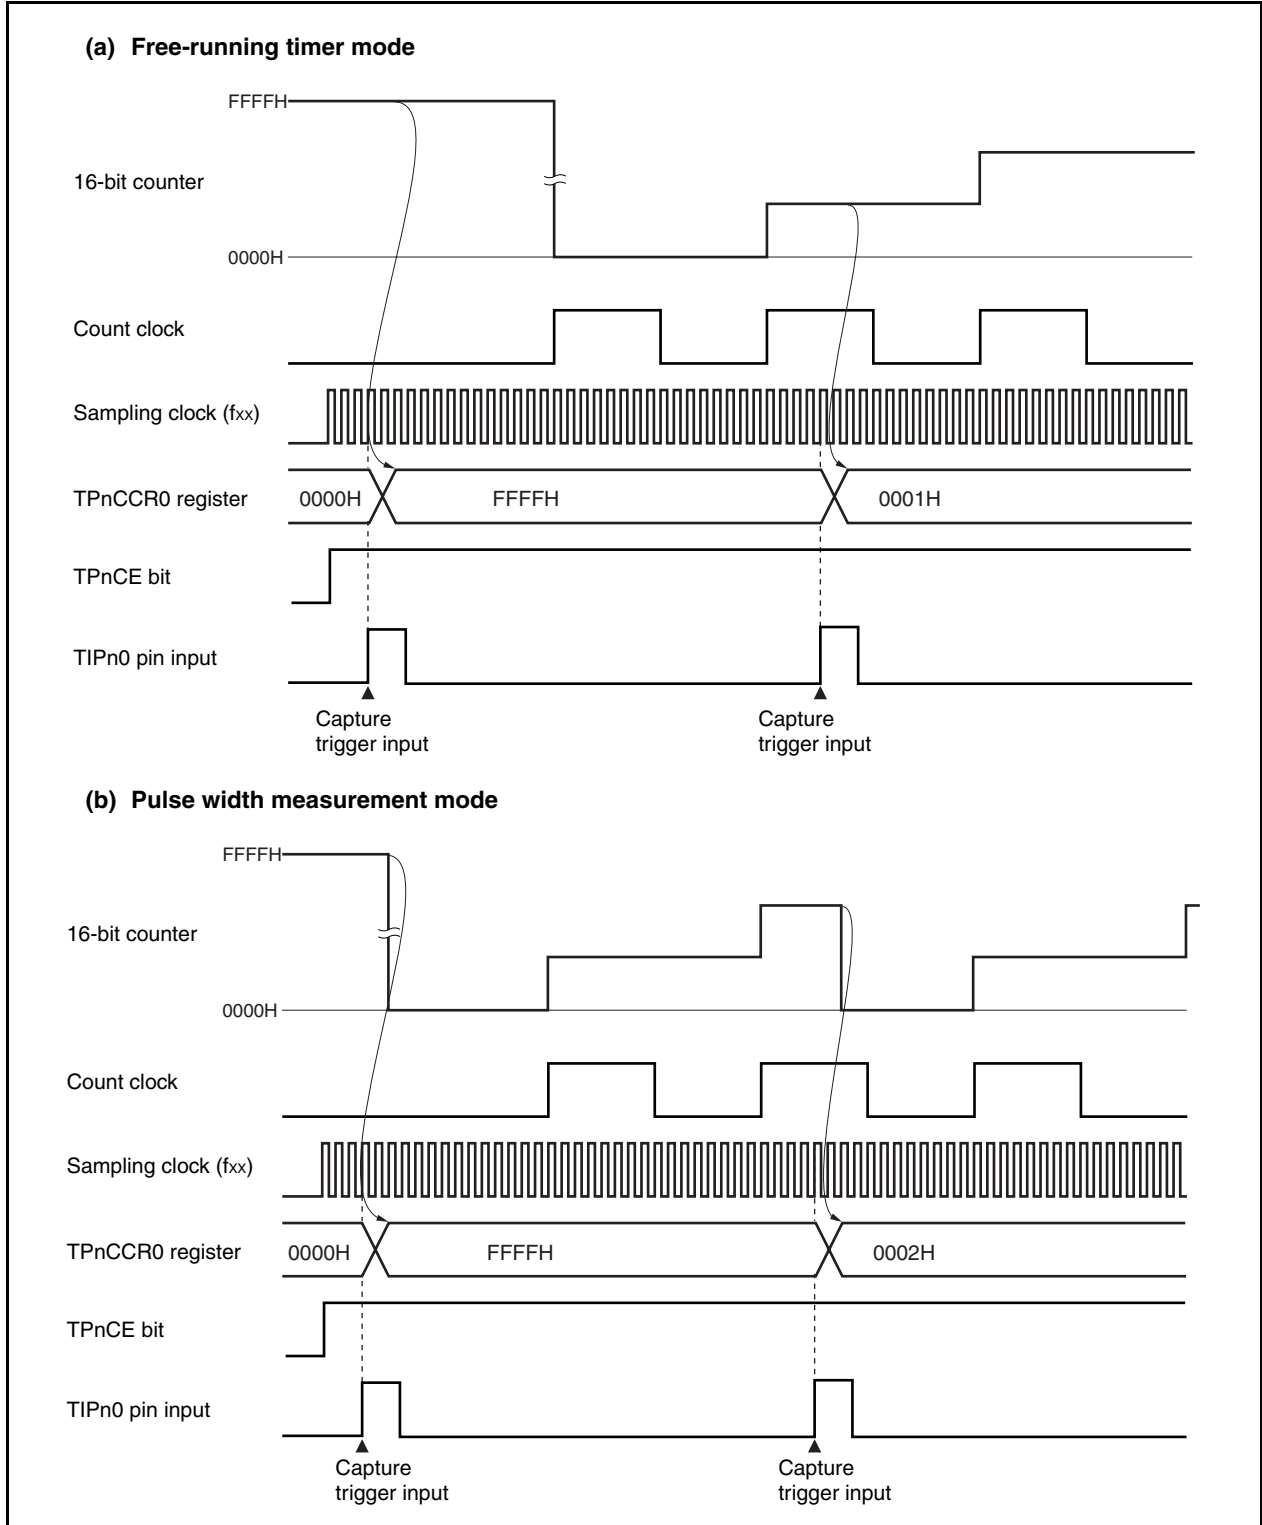 (a) Free-running timer mode
FFFFH
16-bit counter
0000H
Count clock
Sampling clock (fxx)
TPnCCR0 register 0000H FFFFH 0001H
TPnCE bit
TIPn0 pin input
Capture Capture
trigger input trigger input
(b) Pulse width measurement mode
FFFFH
16-bit counter
0000H
Count clock
Sampling clock (fxx)
TPnCCR0 register 0000H FFFFH 0002H
TPnCE bit
TIPn0 pin input
Capture Capture
trigger input trigger input